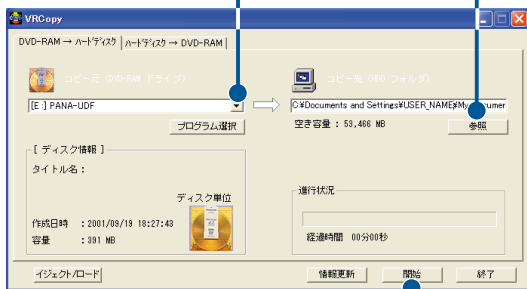 VRCopy
DVD-RAM → ハードディスク
ハードディスク → DVD-RAM
コピー元 (DVD-RAM ドライブ)
コピー先 (HDD フォルダ)
[E:] PANA-UDF
C:¥Documents and Settings¥USER_NAME¥My
プログラム選択
空き容量 : 53,466 MB
参照
[ ディスク情報 ]
タイトル名 :
ディスク単位
進行状況
作成日時 : 2001/09/19 18:27:43
容量 : 391 MB
経過時間 00分00秒
イジェクト/ロード
情報更新
開始
終了